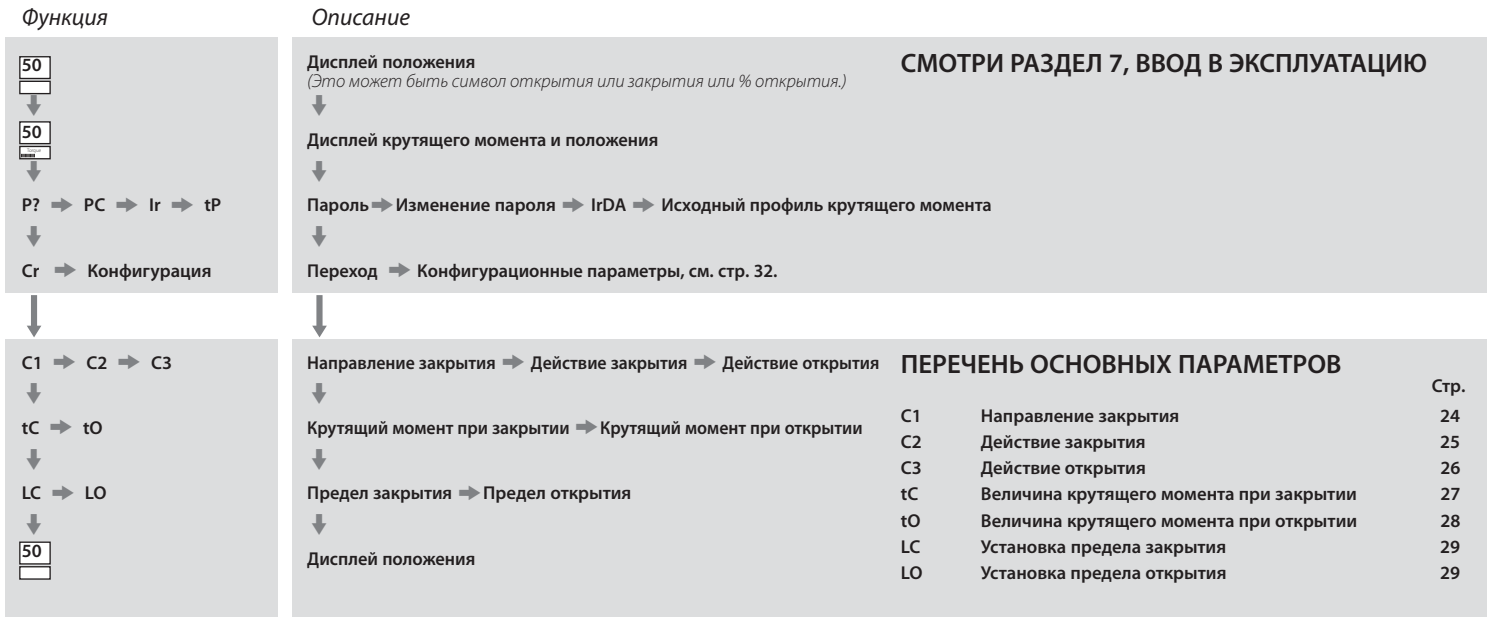 Функция
Описание
50
Дисплей положения
(Это может быть символ открытия или закрытия или % открытия.)
СМОТРИ РАЗДЕЛ 7, ВВОД В ЭКСПЛУАТАЦИЮ
50
Torque
Дисплей крутящего момента и положения
P? PC Ir tP
Пароль Изменение пароля IrDA Исходный профиль крутящего момента
Cr Конфигурация
Переход Конфигурационные параметры, см. стр. 32.
C1 C2 C3
Направление закрытия Действие закрытия Действие открытия
tC tO
Крутящий момент при закрытии Крутящий момент при открытии
LC LO
Предел закрытия Предел открытия
50
Дисплей положения
ПЕРЕЧЕНЬ ОСНОВНЫХ ПАРАМЕТРОВ
Стр.
C1 Направление закрытия 24
C2 Действие закрытия 25
C3 Действие открытия 26
tC Величина крутящего момента при закрытии 27
tO Величина крутящего момента при открытии 28
LC Установка предела закрытия 29
LO Установка предела открытия 29